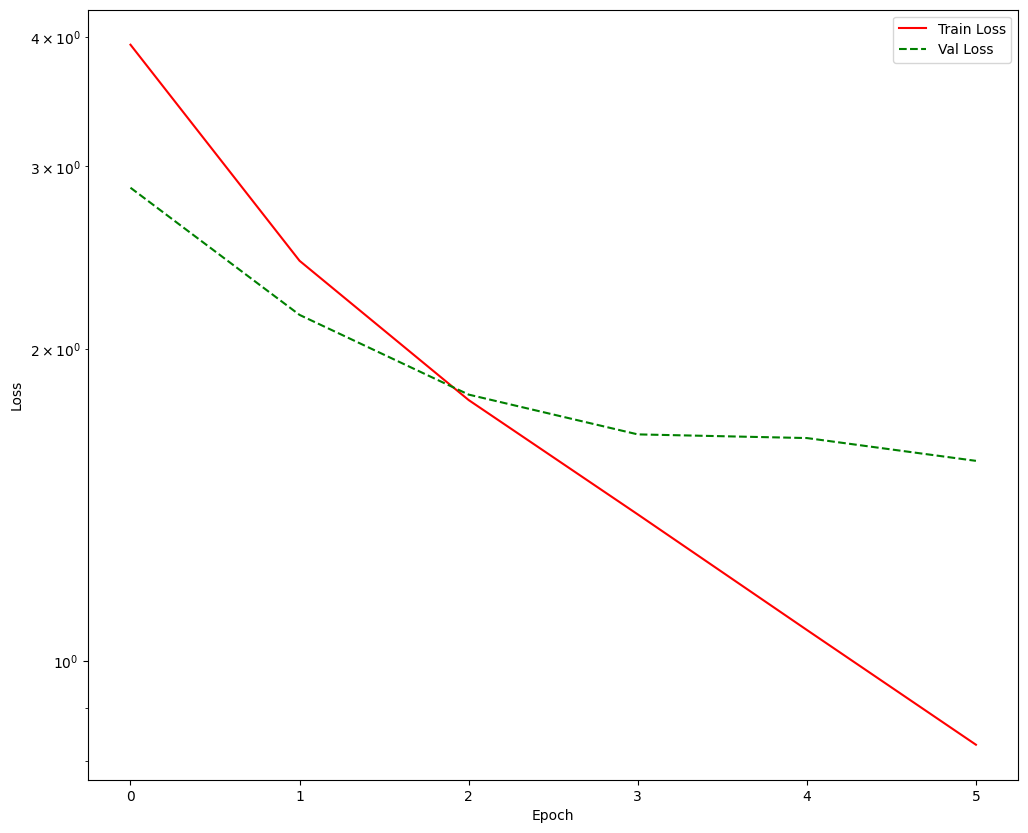 4 × 10⁰
3 × 10⁰
2 × 10⁰
10⁰
Loss
0 1 2 3 4 5
Epoch
Train Loss
Val Loss